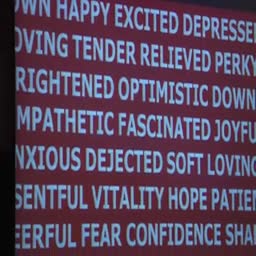 OWN HAPPY EXCITED DEPRESSE
OVING TENDER RELIEVED PERKY
RIGHTENED OPTIMISTIC DOWN
MPATHETIC FASCINATED JOYFU
NXIOUS DEJECTED SOFT LOVING
SENTFUL VITALITY HOPE PATIEN
EERFUL FEAR CONFIDENCE SHA